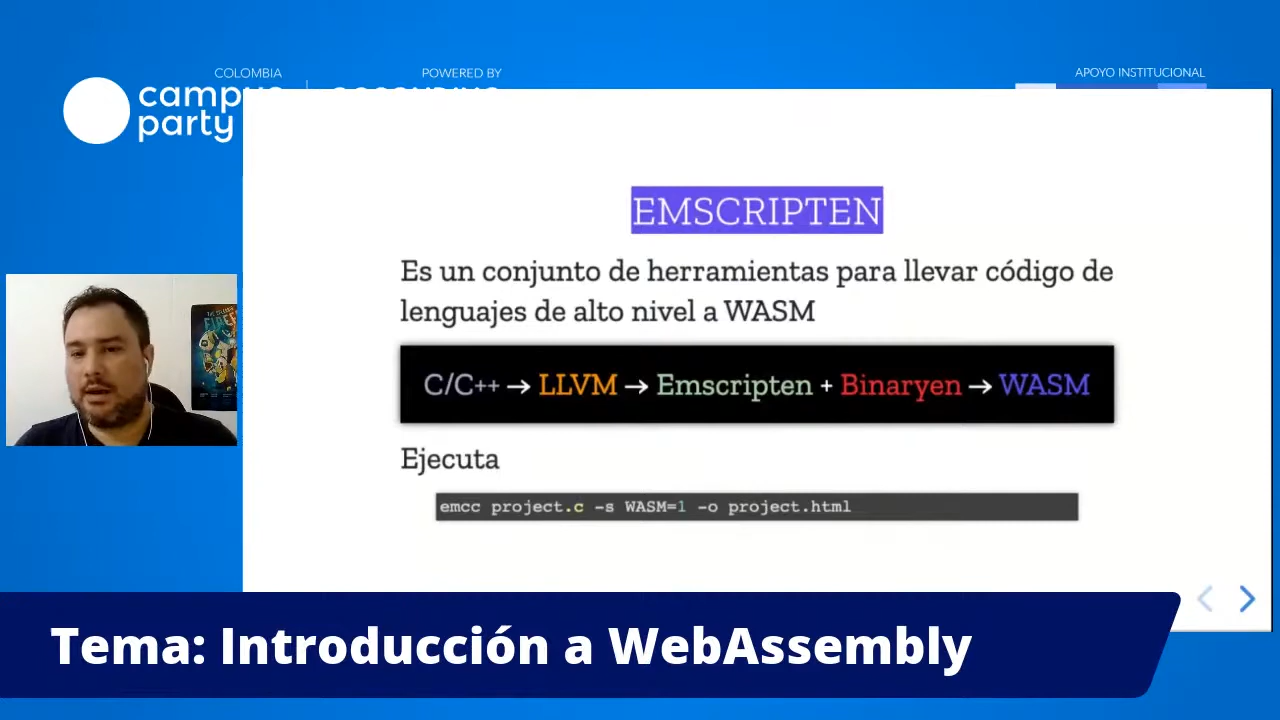 COLOMBIA
POWERED BY
APOYO INSTITUCIONAL
campus
party
EMSCRIPTEN
Es un conjunto de herramientas para llevar código de
lenguajes de alto nivel a WASM
C/C++ → LLVM → Emscripten + Binaryen → WASM
Ejecuta
emcc project.c -s WASM=1 -o project.html
Tema: Introducción a WebAssembly